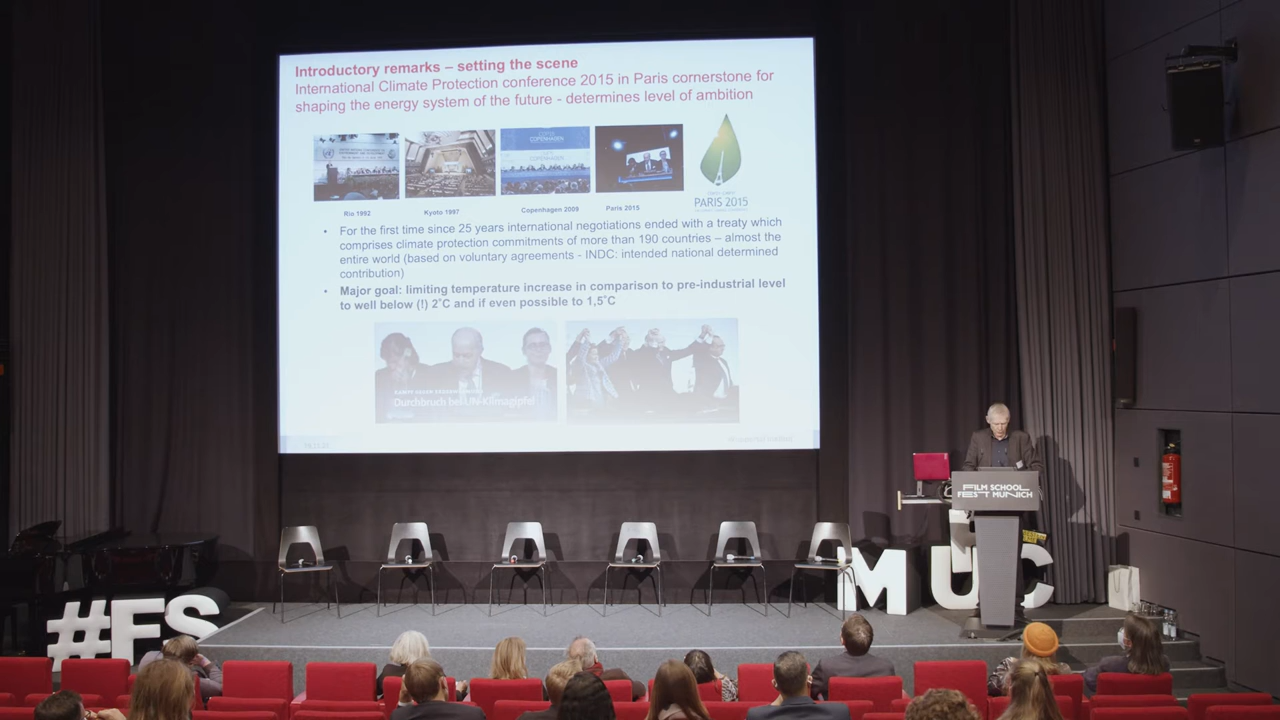 Introductory remarks – setting the scene
International Climate Protection conference 2015 in Paris cornerstone for
shaping the energy system of the future - determines level of ambition
COPENHAGEN
COPENHAGEN
PARIS 2015
Rio 1992
Kyoto 1997
Copenhagen 2009
Paris 2015
• For the first time since 25 years international negotiations ended with a treaty which
comprises climate protection commitments of more than 190 countries – almost the
entire world (based on voluntary agreements - INDC: intended national determined
contribution)
• Major goal: limiting temperature increase in comparison to pre-industrial level
to well below (!) 2°C and if even possible to 1,5°C
Durchbruch bei UN-Klimagipfel
FILM SCHOOL
FEST MUNICH
#FS
MUC